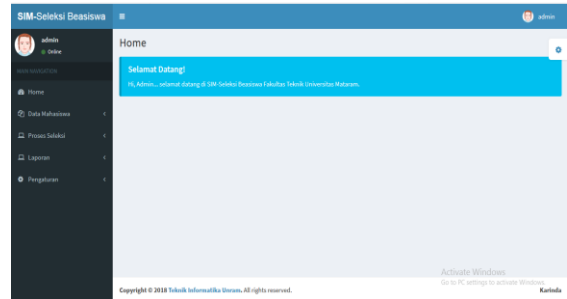 SIM-Seleksi Beasiswa
admin
admin
Online
MAIN NAVIGATION
Home
Data Mahasiswa
Proses Seleksi
Laporan
Pengaturan
Home
Selamat Datang!
Hi, Admin... selamat datang di SIM-Seleksi Beasiswa Fakultas Teknik Universitas Mataram.
Activate Windows
Go to PC settings to activate Windows.
Copyright © 2018 Teknik Informatika Unram. All rights reserved.
Karinda